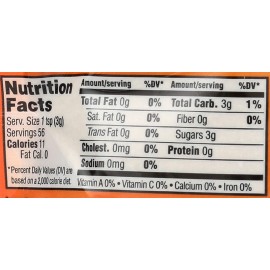 Nutrition Facts
Serv. Size 1 tsp (3g)
Servings 56
Calories 11
Fat Cal. 0
*Percent Daily Values (DV) are
based on a 2,000 calorie diet.
Amount/serving %DV*
Total Fat 0g 0%
Sat. Fat 0g 0%
Trans Fat 0g 0%
Cholest. 0mg 0%
Sodium 0mg 0%
Amount/serving %DV*
Total Carb. 3g 1%
Fiber 0g 0%
Sugars 3g
Protein 0g
Vitamin A 0% • Vitamin C 0% • Calcium 0% • Iron 0%